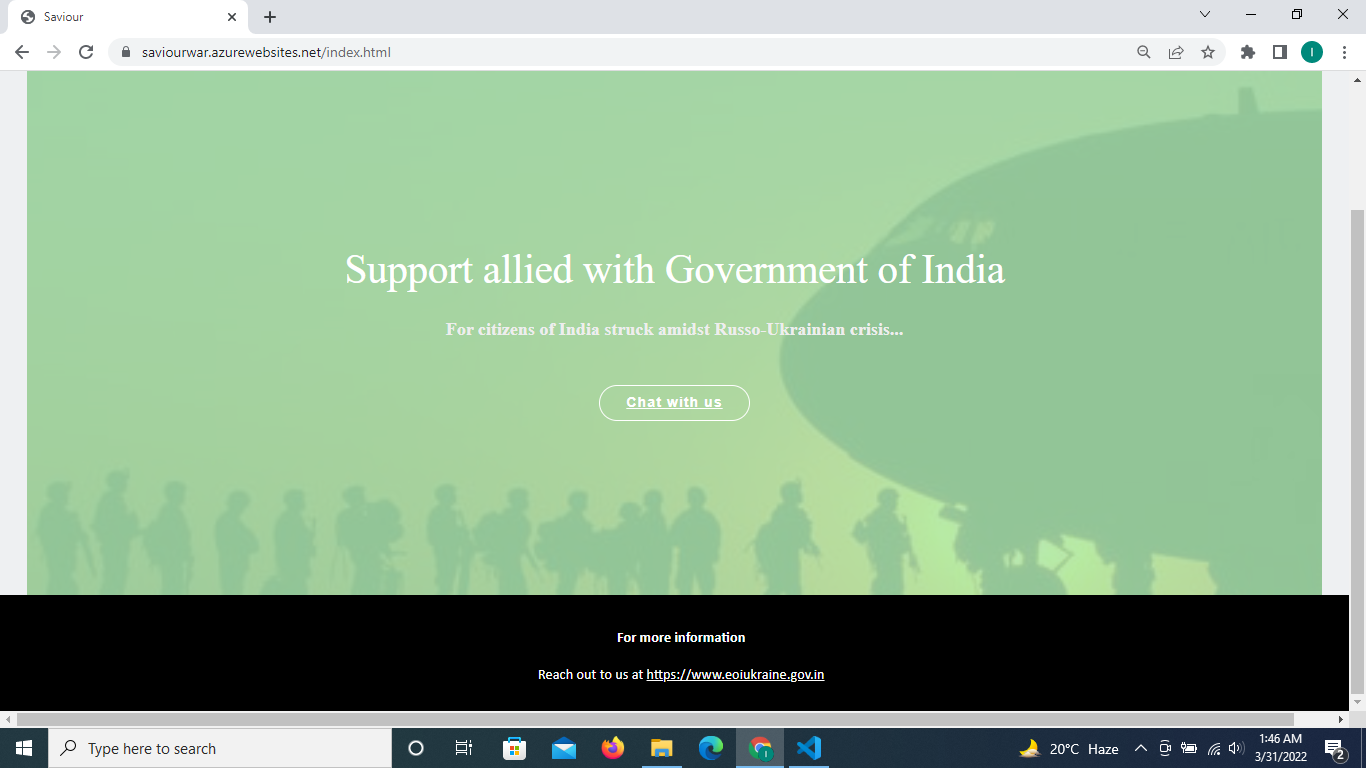 Saviour
saviourwar.azurewebsites.net/index.html
I
Support allied with Government of India
For citizens of India struck amidst Russo-Ukrainian crisis...
Chat with us
For more information
Reach out to us at https://www.eoiukraine.gov.in
Type here to search
I
20°C Haze
1:46 AM
3/31/2022
2